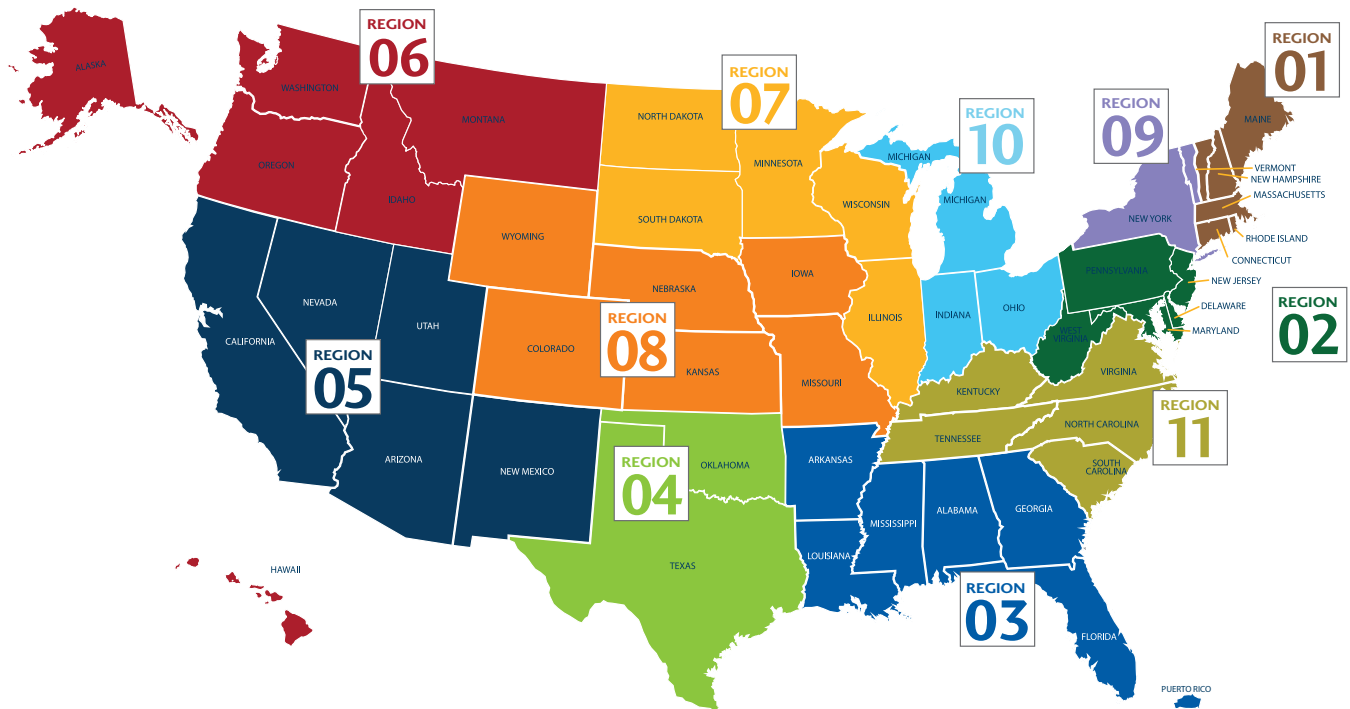 REGION
06
ALASKA
WASHINGTON
MONTANA
OREGON
IDAHO
REGION
07
NORTH DAKOTA
MINNESOTA
SOUTH DAKOTA
WISCONSIN
ILLINOIS
REGION
10
MICHIGAN
MICHIGAN
INDIANA
OHIO
REGION
09
NEW YORK
REGION
01
MAINE
VERMONT
NEW HAMPSHIRE
MASSACHUSETTS
RHODE ISLAND
CONNECTICUT
PENNSYLVANIA
NEW JERSEY
DELAWARE
MARYLAND
WEST
VIRGINIA
REGION
02
WYOMING
NEBRASKA
IOWA
COLORADO
REGION
08
KANSAS
MISSOURI
NEVADA
UTAH
CALIFORNIA
REGION
05
ARIZONA
NEW MEXICO
REGION
04
OKLAHOMA
TEXAS
KENTUCKY
VIRGINIA
TENNESSEE
NORTH CAROLINA
SOUTH
CAROLINA
REGION
11
ARKANSAS
MISSISSIPPI
ALABAMA
GEORGIA
LOUISIANA
REGION
03
FLORIDA
HAWAII
PUERTO RICO